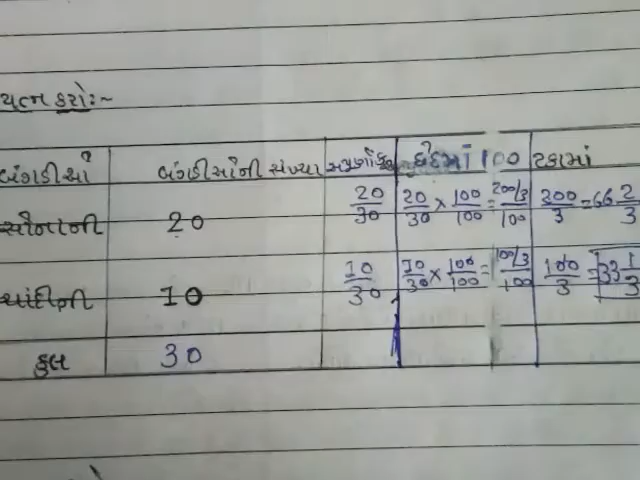 યત્ન કરો:-
બંગડીઓ બંગડીઓની સંખ્યા અપૂર્ણાંક છેદમાં 100 ટકામાં
સોનાની 20 20/30 20/30 × 100/100 = 200/3/100 200/3 = 66 2/3
ચાંદીની 10 10/30 10/30 × 100/100 = 100/3/100 100/3 = 33 1/3
કુલ 30